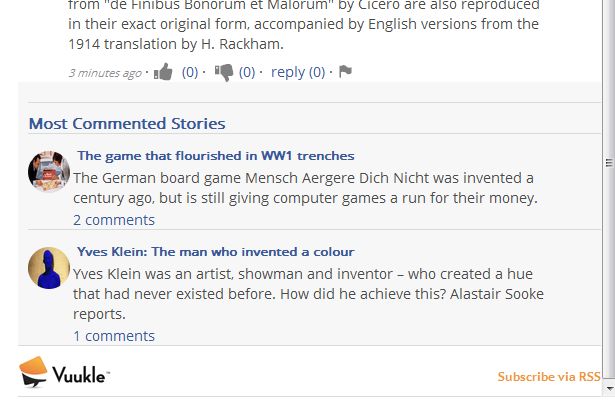 from "de Finibus Bonorum et Malorum" by Cicero are also reproduced
in their exact original form, accompanied by English versions from the
1914 translation by H. Rackham.
3 minutes ago · (0) · (0) · reply (0) ·
Most Commented Stories
The game that flourished in WW1 trenches
The German board game Mensch Aergere Dich Nicht was invented a
century ago, but is still giving computer games a run for their money.
2 comments
Yves Klein: The man who invented a colour
Yves Klein was an artist, showman and inventor – who created a hue
that had never existed before. How did he achieve this? Alastair Sooke
reports.
1 comments
Vuukle™
Subscribe via RSS